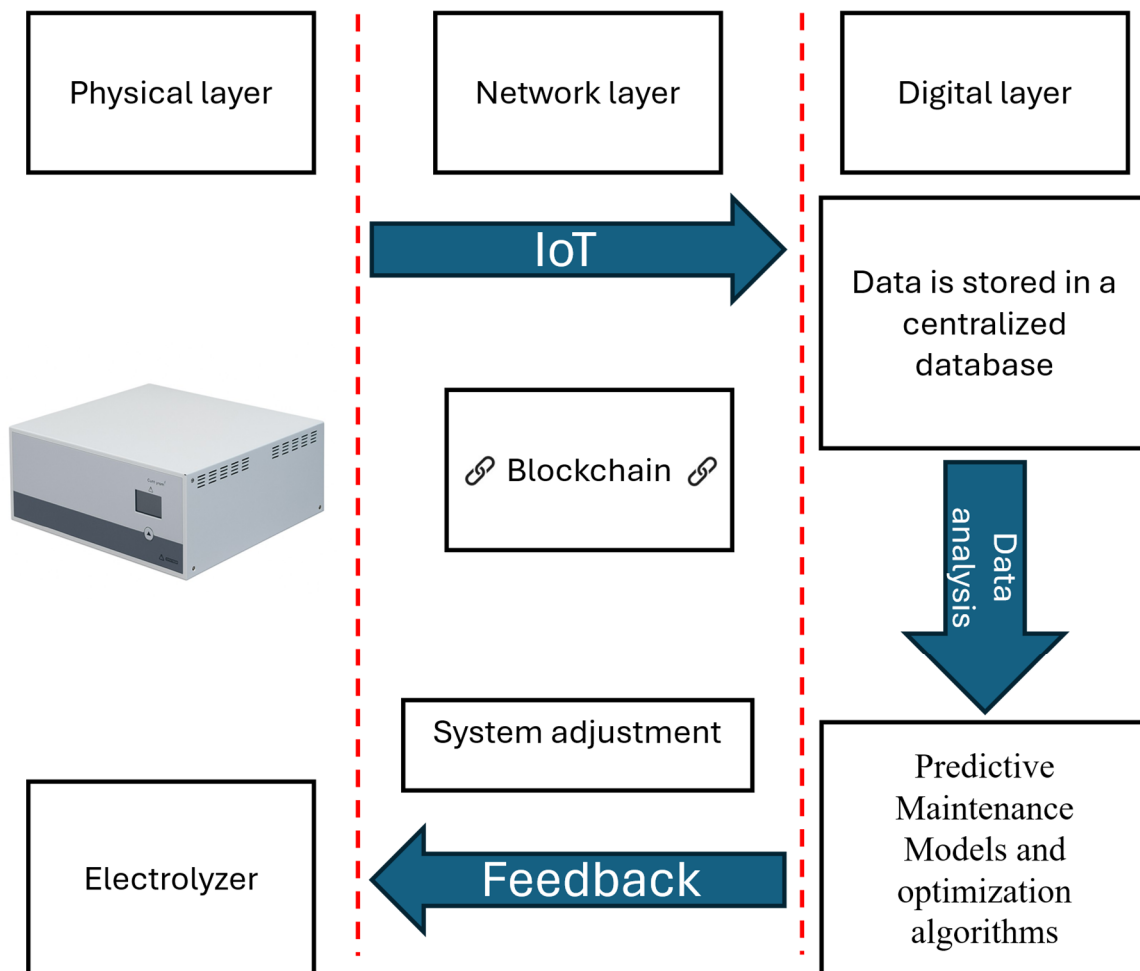 Physical layer
Network layer
Digital layer
IoT
Data is stored in a
centralized
database
🔗 Blockchain 🔗
Data
analysis
System adjustment
Predictive
Maintenance
Models and
optimization
algorithms
Feedback
Electrolyzer